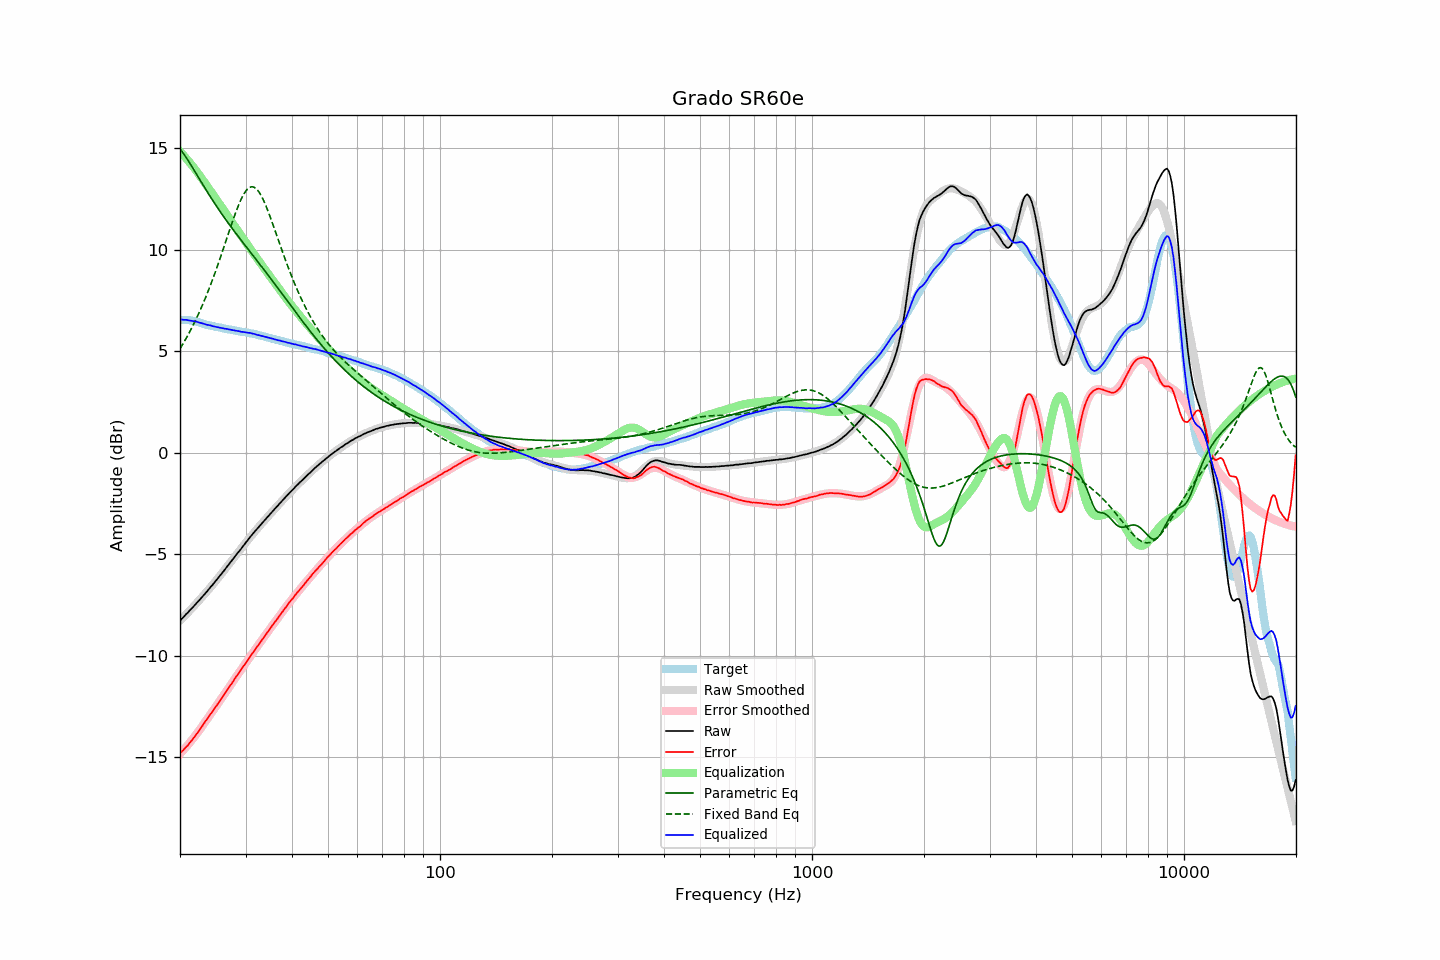 Grado SR60e
Amplitude (dBr)
15
10
5
0
−5
−10
−15
Target
Raw Smoothed
Error Smoothed
Raw
Error
Equalization
Parametric Eq
Fixed Band Eq
Equalized
100
1000
10000
Frequency (Hz)